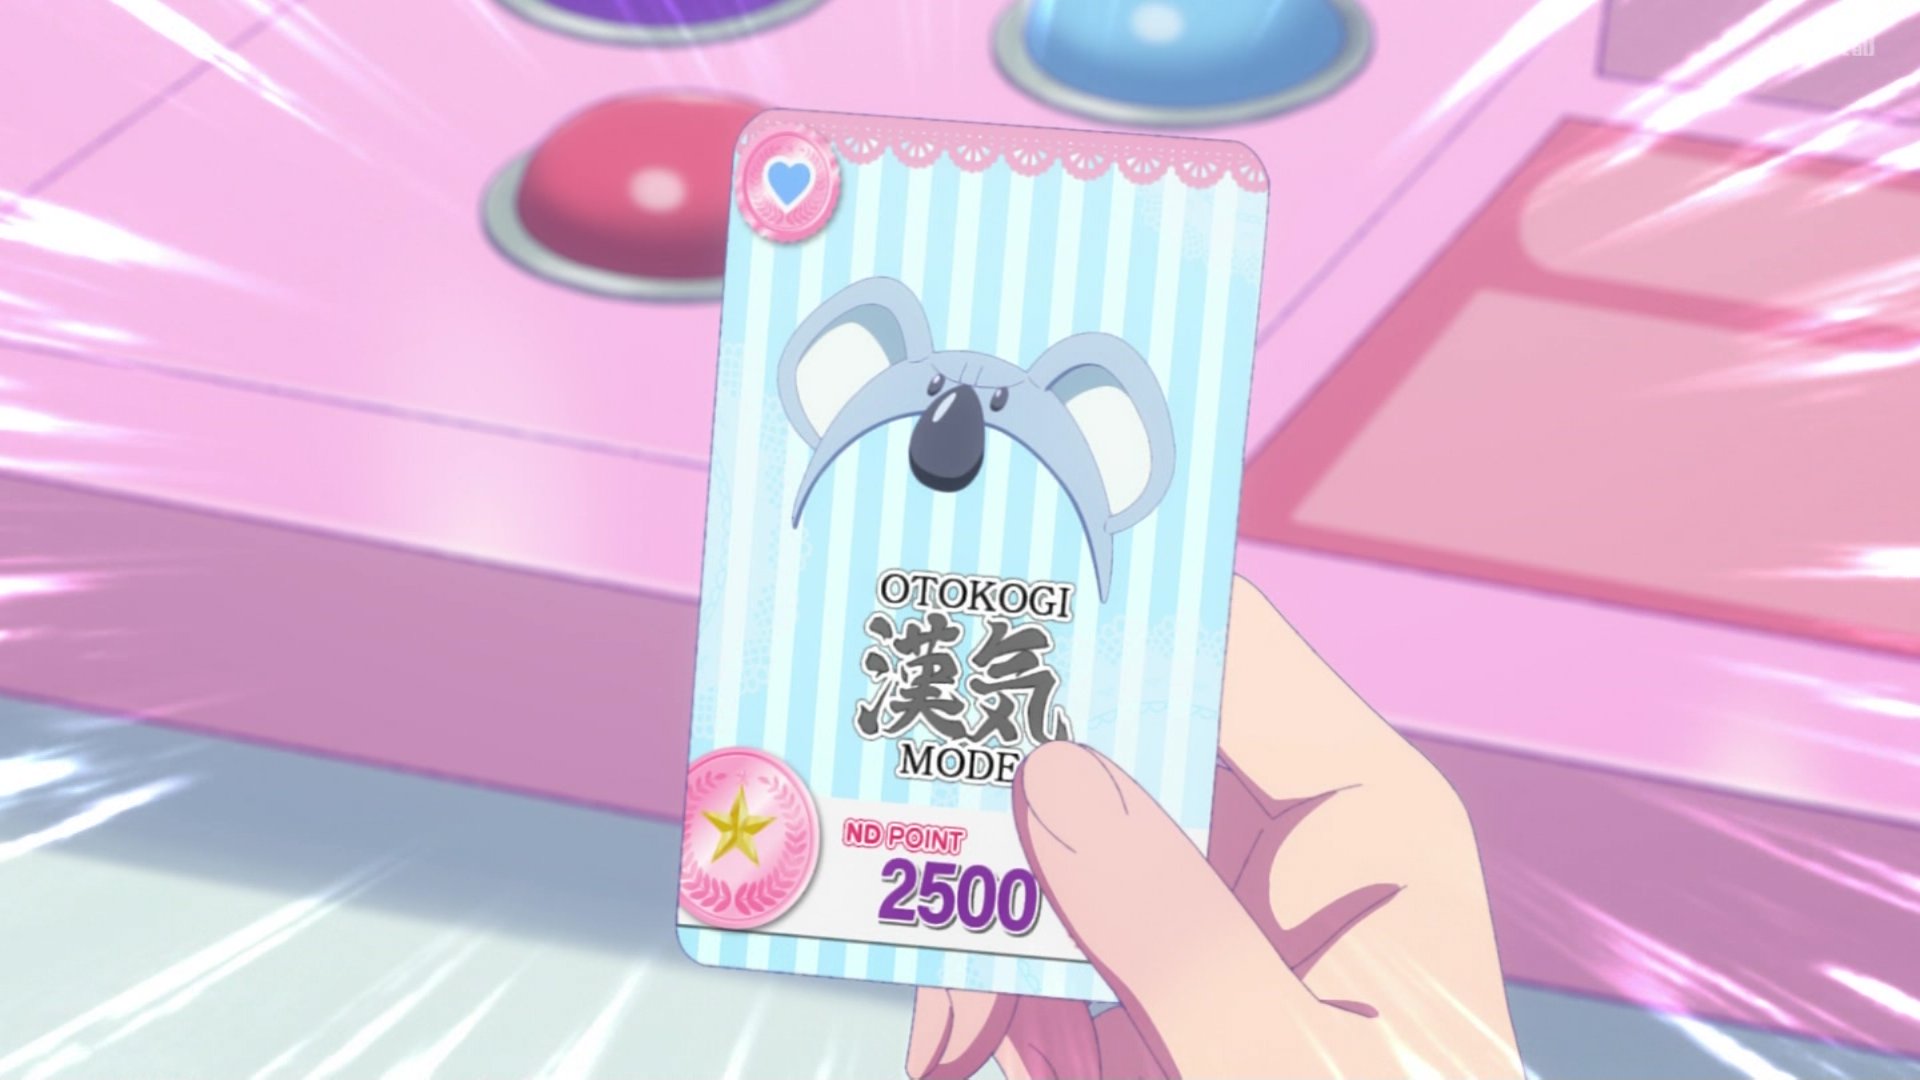 OTOKOGI
漢気
MODE
ND POINT
2500